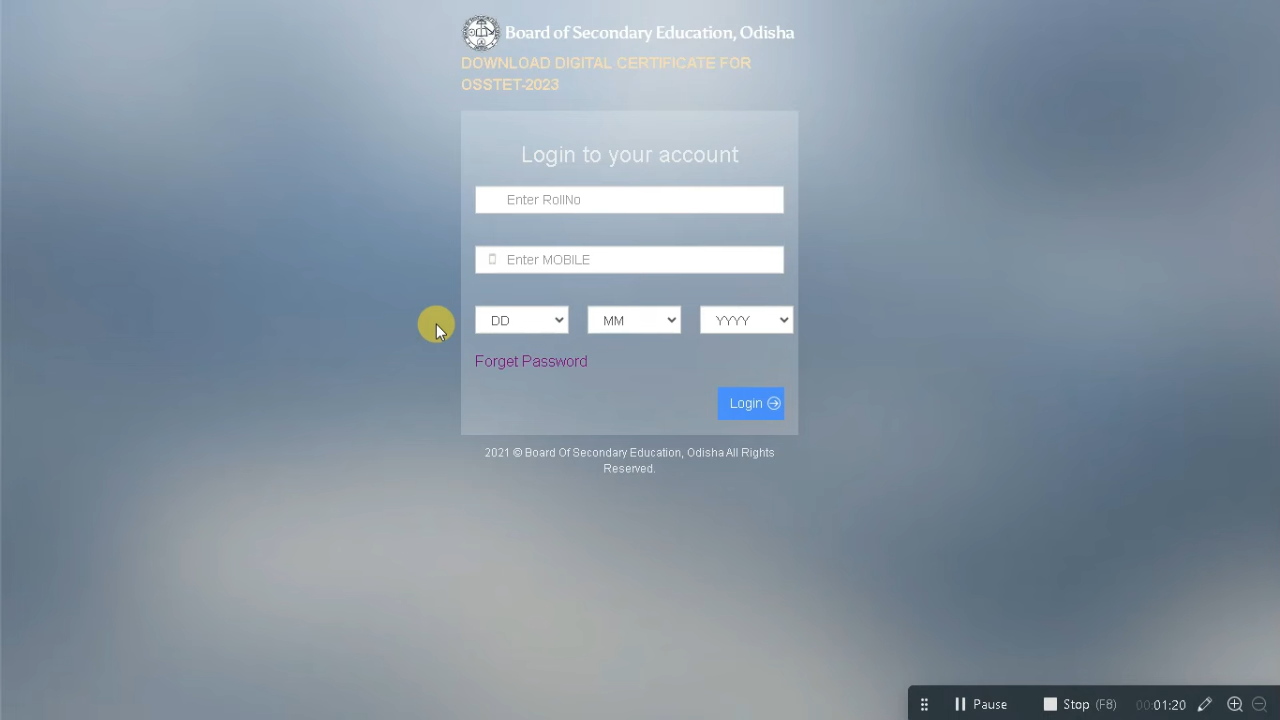 Board of Secondary Education, Odisha
DOWNLOAD DIGITAL CERTIFICATE FOR
OSSTET-2023
Login to your account
Enter RollNo
Enter MOBILE
DD MM YYYY
Forget Password
Login
2021 © Board Of Secondary Education, Odisha All Rights
Reserved.
Pause Stop (F8) 00:01:20